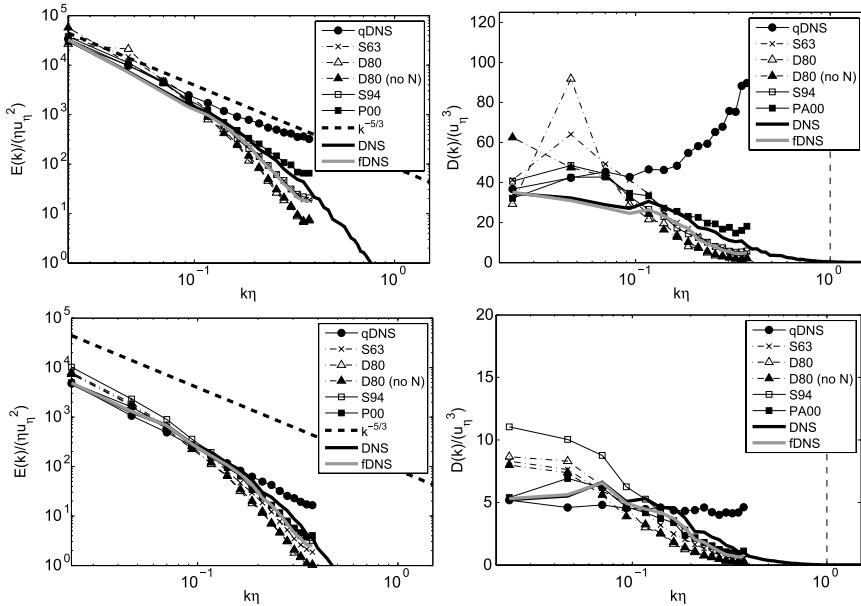 10^5
10^4
10^3
10^2
10^1
10^0
E(k)/(ηu_η^2)
10^-1
10^0
kη
qDNS
S63
D80
D80 (no N)
S94
P00
k^-5/3
DNS
fDNS
120
100
80
60
40
20
0
D(k)/(u_η^3)
10^-1
10^0
kη
qDNS
S63
D80
D80 (no N)
S94
PA00
DNS
fDNS
10^5
10^4
10^3
10^2
10^1
10^0
E(k)/(ηu_η^2)
10^-1
10^0
kη
qDNS
S63
D80
D80 (no N)
S94
P00
k^-5/3
DNS
fDNS
20
15
10
5
0
D(k)/(u_η^3)
10^-1
10^0
kη
qDNS
S63
D80
D80 (no N)
S94
PA00
DNS
fDNS